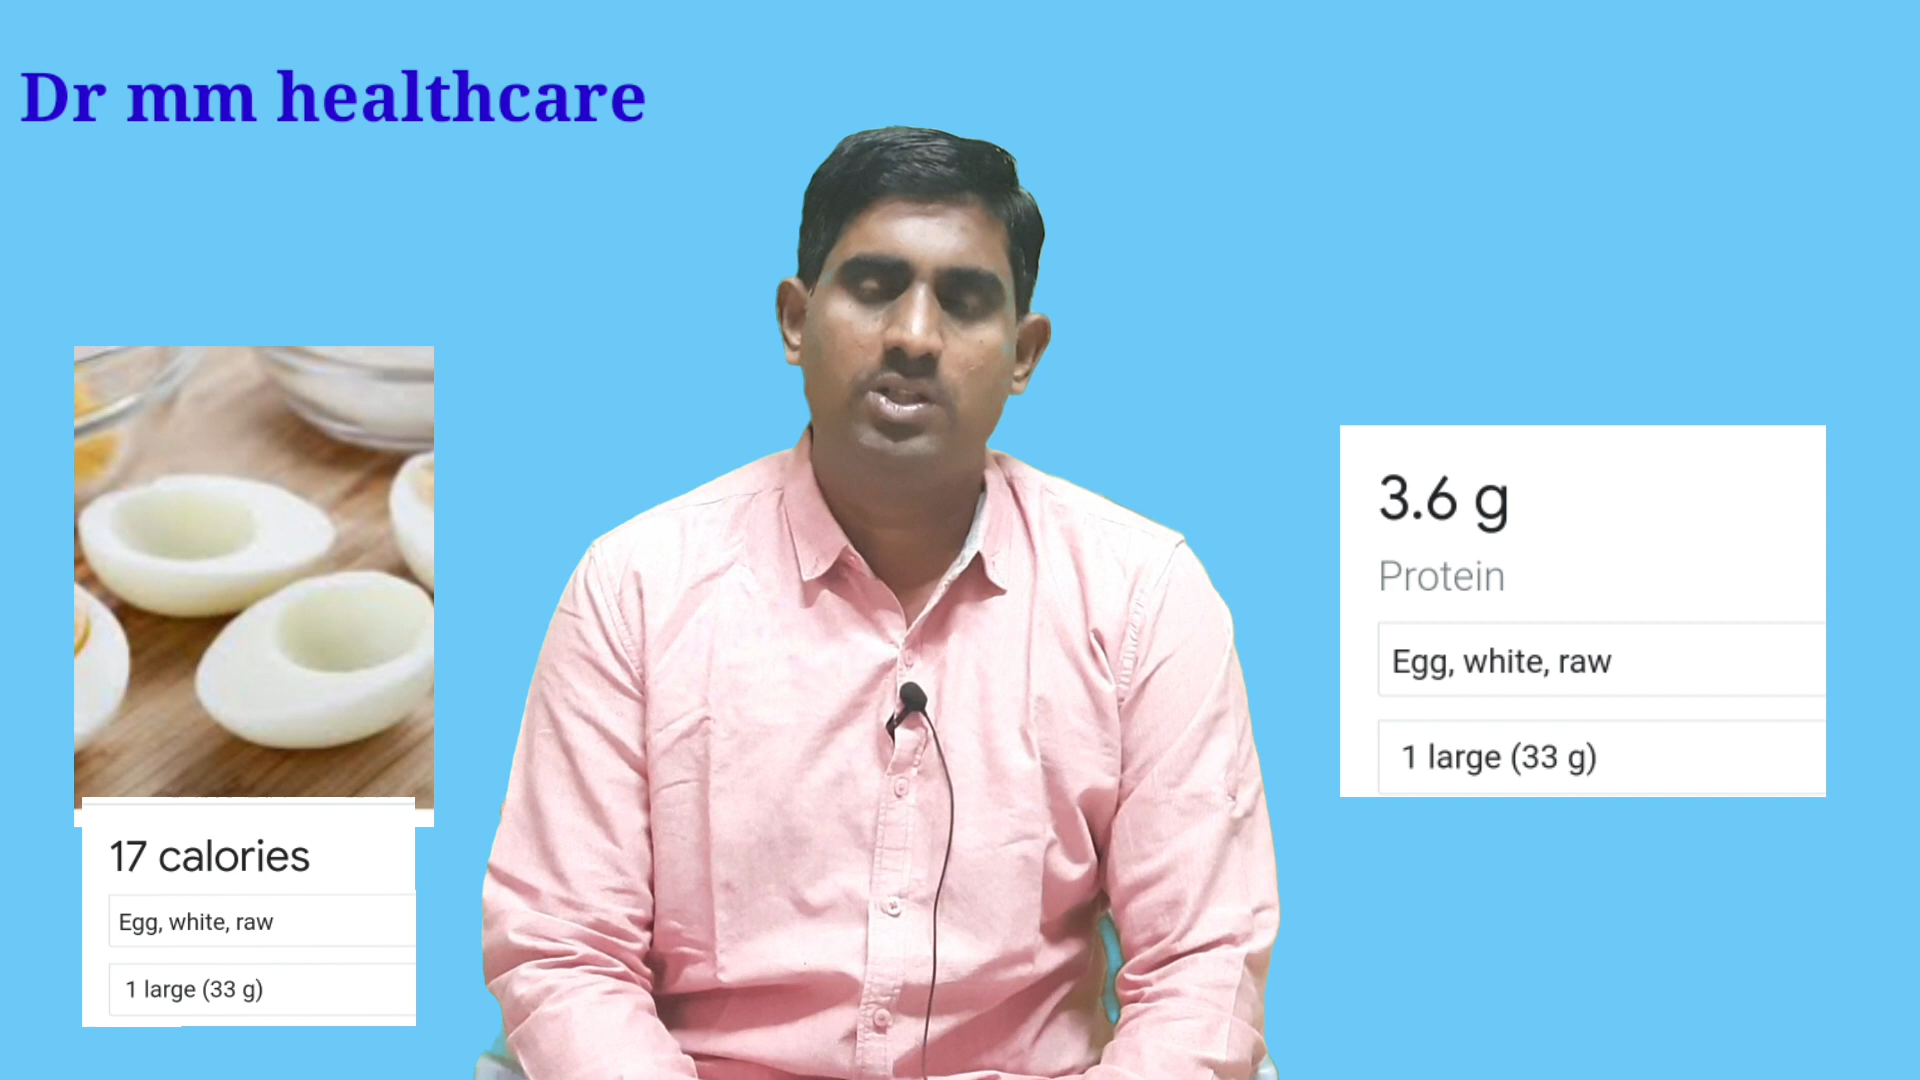 Dr mm healthcare
17 calories
Egg, white, raw
1 large (33 g)
3.6 g
Protein
Egg, white, raw
1 large (33 g)